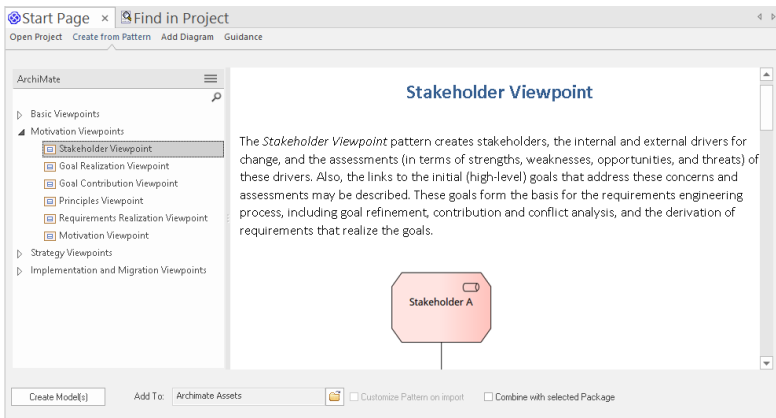 Start Page × Find in Project
Open Project Create from Pattern Add Diagram Guidance
ArchiMate
Basic Viewpoints
Motivation Viewpoints
Stakeholder Viewpoint
Goal Realization Viewpoint
Goal Contribution Viewpoint
Principles Viewpoint
Requirements Realization Viewpoint
Motivation Viewpoint
Strategy Viewpoints
Implementation and Migration Viewpoints
Stakeholder Viewpoint
The Stakeholder Viewpoint pattern creates stakeholders, the internal and external drivers for
change, and the assessments (in terms of strengths, weaknesses, opportunities, and threats) of
these drivers. Also, the links to the initial (high-level) goals that address these concerns and
assessments may be described. These goals form the basis for the requirements engineering
process, including goal refinement, contribution and conflict analysis, and the derivation of
requirements that realize the goals.
Stakeholder A
Create Model(s) Add To: Archimate Assets Customize Pattern on import Combine with selected Package